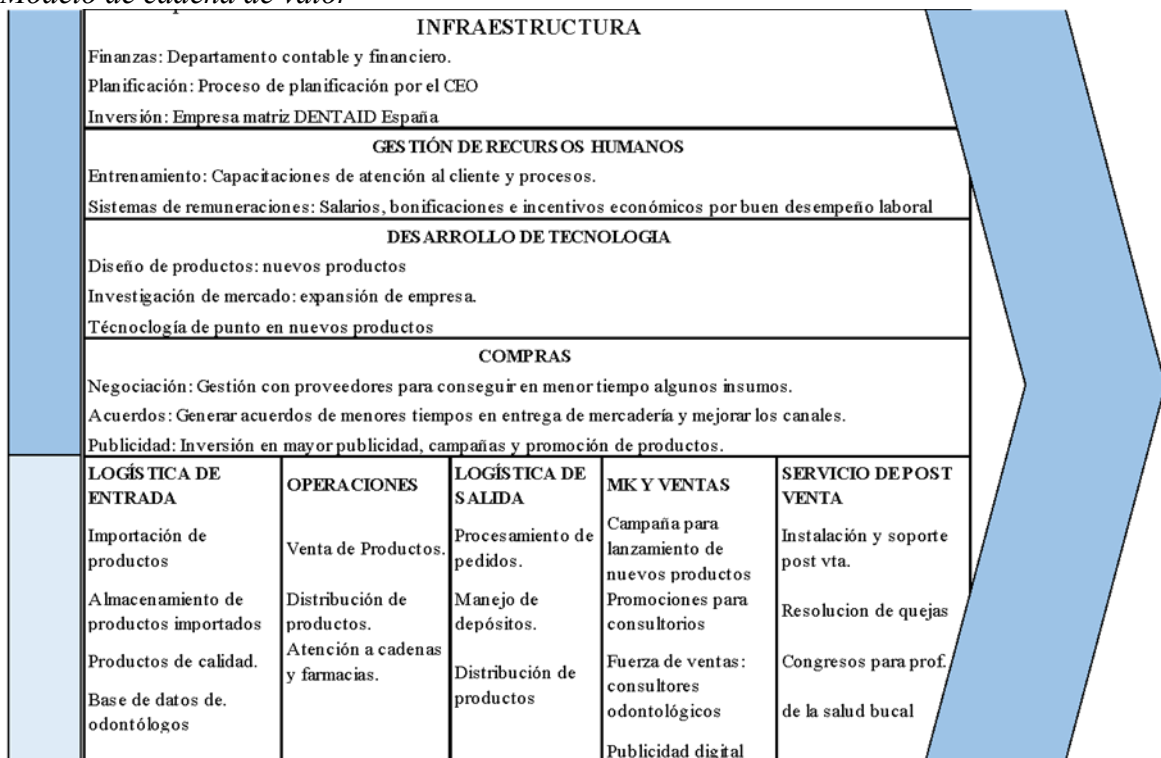 Modelo de cadena de valor
INFRAESTRUCTURA
Finanzas: Departamento contable y financiero.
Planificación: Proceso de planificación por el CEO
Inversión: Empresa matriz DENTAID España
GESTIÓN DE RECURSOS HUMANOS
Entrenamiento: Capacitaciones de atención al cliente y procesos.
Sistemas de remuneraciones: Salarios, bonificaciones e incentivos económicos por buen desempeño laboral
DESARROLLO DE TECNOLOGIA
Diseño de productos: nuevos productos
Investigación de mercado: expansión de empresa.
Técnoclogía de punto en nuevos productos
COMPRAS
Negociación: Gestión con proveedores para conseguir en menor tiempo algunos insumos.
Acuerdos: Generar acuerdos de menores tiempos en entrega de mercadería y mejorar los canales.
Publicidad: Inversión en mayor publicidad, campañas y promoción de productos.
LOGÍSTICA DE
ENTRADA
Importación de
productos
Almacenamiento de
productos importados
Productos de calidad.
Base de datos de.
odontólogos
OPERACIONES
Venta de Productos.
Distribución de
productos.
Atención a cadenas
y farmacias.
LOGÍSTICA DE
SALIDA
Procesamiento de
pedidos.
Manejo de
depósitos.
Distribución de
productos
MK Y VENTAS
Campaña para
lanzamiento de
nuevos productos
Promociones para
consultorios
Fuerza de ventas:
consultores
odontológicos
Publicidad digital
SERVICIO DE POST
VENTA
Instalación y soporte
post vta.
Resolucion de quejas
Congresos para prof.
de la salud bucal